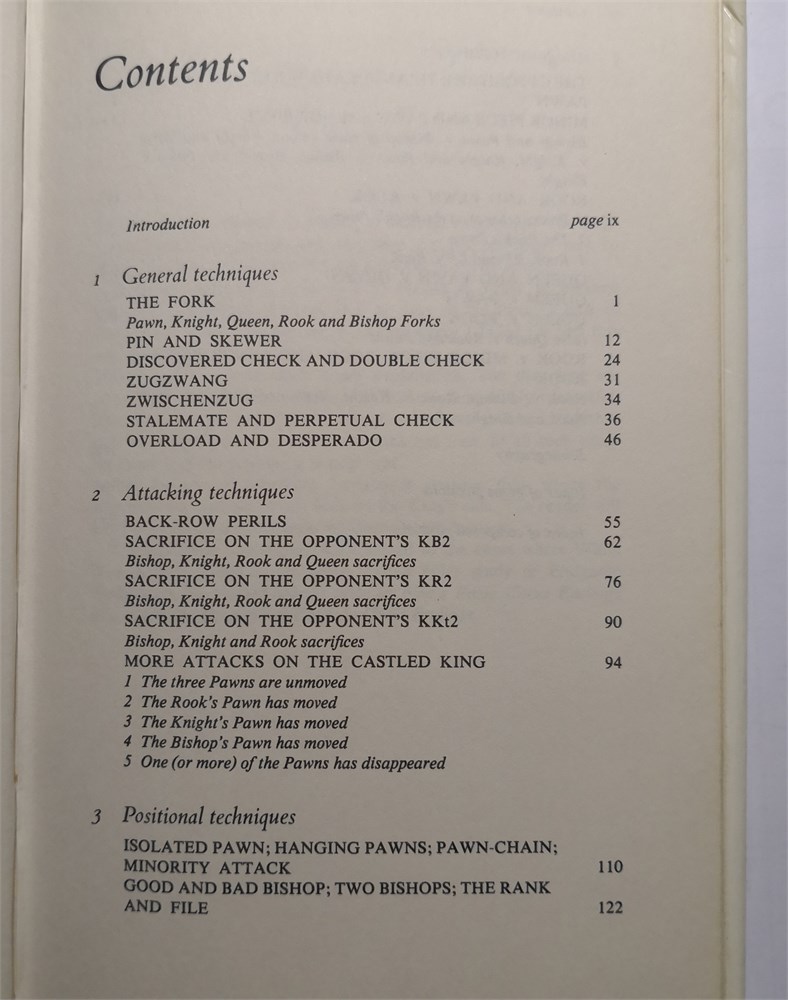 Contents
Introduction page ix
1 General techniques
THE FORK 1
Pawn, Knight, Queen, Rook and Bishop Forks
PIN AND SKEWER 12
DISCOVERED CHECK AND DOUBLE CHECK 24
ZUGZWANG 31
ZWISCHENZUG 34
STALEMATE AND PERPETUAL CHECK 36
OVERLOAD AND DESPERADO 46
2 Attacking techniques
BACK-ROW PERILS 55
SACRIFICE ON THE OPPONENT'S KB2 62
Bishop, Knight, Rook and Queen sacrifices
SACRIFICE ON THE OPPONENT'S KR2 76
Bishop, Knight, Rook and Queen sacrifices
SACRIFICE ON THE OPPONENT'S KKt2 90
Bishop, Knight and Rook sacrifices
MORE ATTACKS ON THE CASTLED KING 94
1 The three Pawns are unmoved
2 The Rook's Pawn has moved
3 The Knight's Pawn has moved
4 The Bishop's Pawn has moved
5 One (or more) of the Pawns has disappeared
3 Positional techniques
ISOLATED PAWN; HANGING PAWNS; PAWN-CHAIN;
MINORITY ATTACK 110
GOOD AND BAD BISHOP; TWO BISHOPS; THE RANK
AND FILE 122